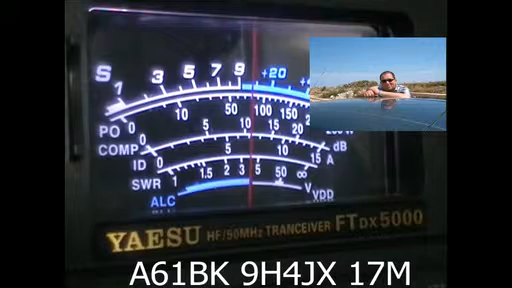 S 1 3 5 7 9 +20
PO 0 10 50 100 150
COMP 0 5 10 15 20 dB
ID 0 5 10 15 A
SWR 1 1.5 2 3 5 50 ∞
ALC V
VDD
YAESU HF/50MHz TRANCEIVER FTDX5000
A61BK 9H4JX 17M